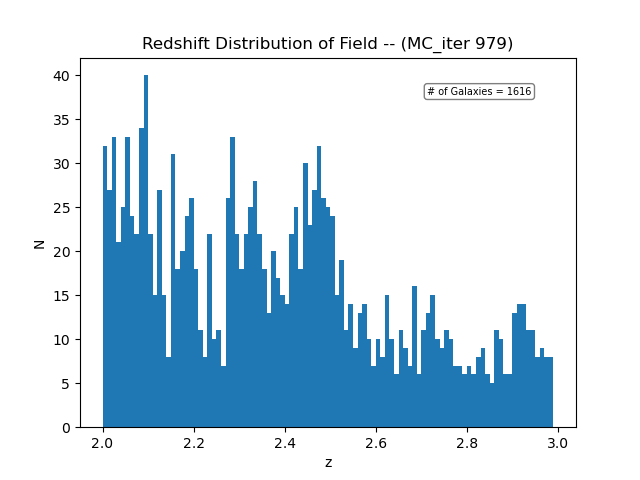 Redshift Distribution of Field -- (MC_iter 979)
# of Galaxies = 1616
40
35
30
25
20
15
10
5
0
N
2.0 2.2 2.4 2.6 2.8 3.0
z